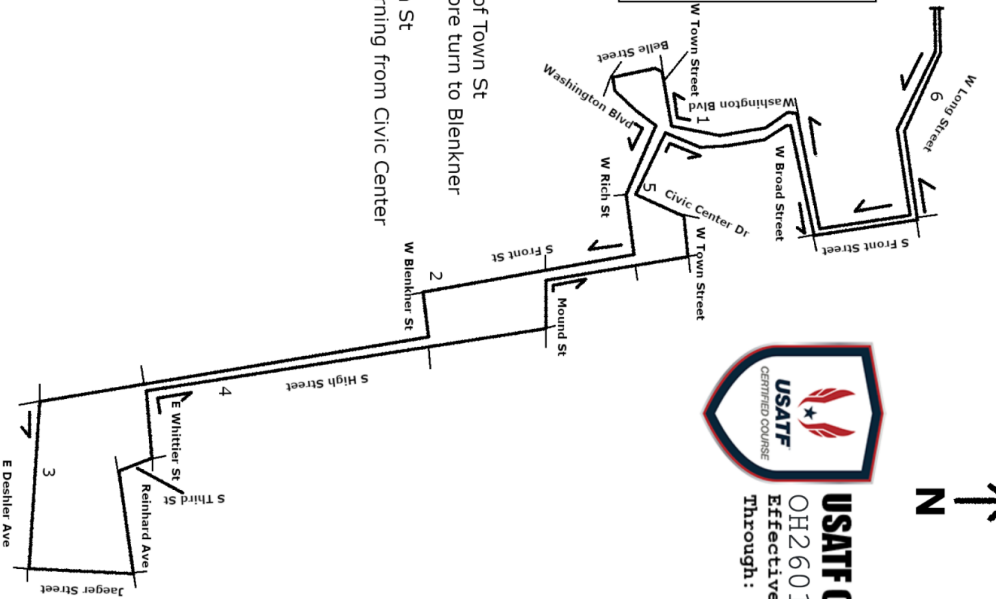 of Town St
ore turn to Blenkner
St
rning from Civic Center
W Town Street
Belle Street
Washington Blvd
Washington Blvd
1
W Broad Street
W Long Street
6
S Front Street
W Rich St
5
Civic Center Dr
W Town Street
S Front St
2
W Blenkner St
Mound St
S High Street
4
E Whittier St
S Third St
Reinhard Ave
3
E Deshler Ave
Jaeger Street
USATF
CERTIFIED COURSE
N
USATF C
OH2601
Effective
Through: